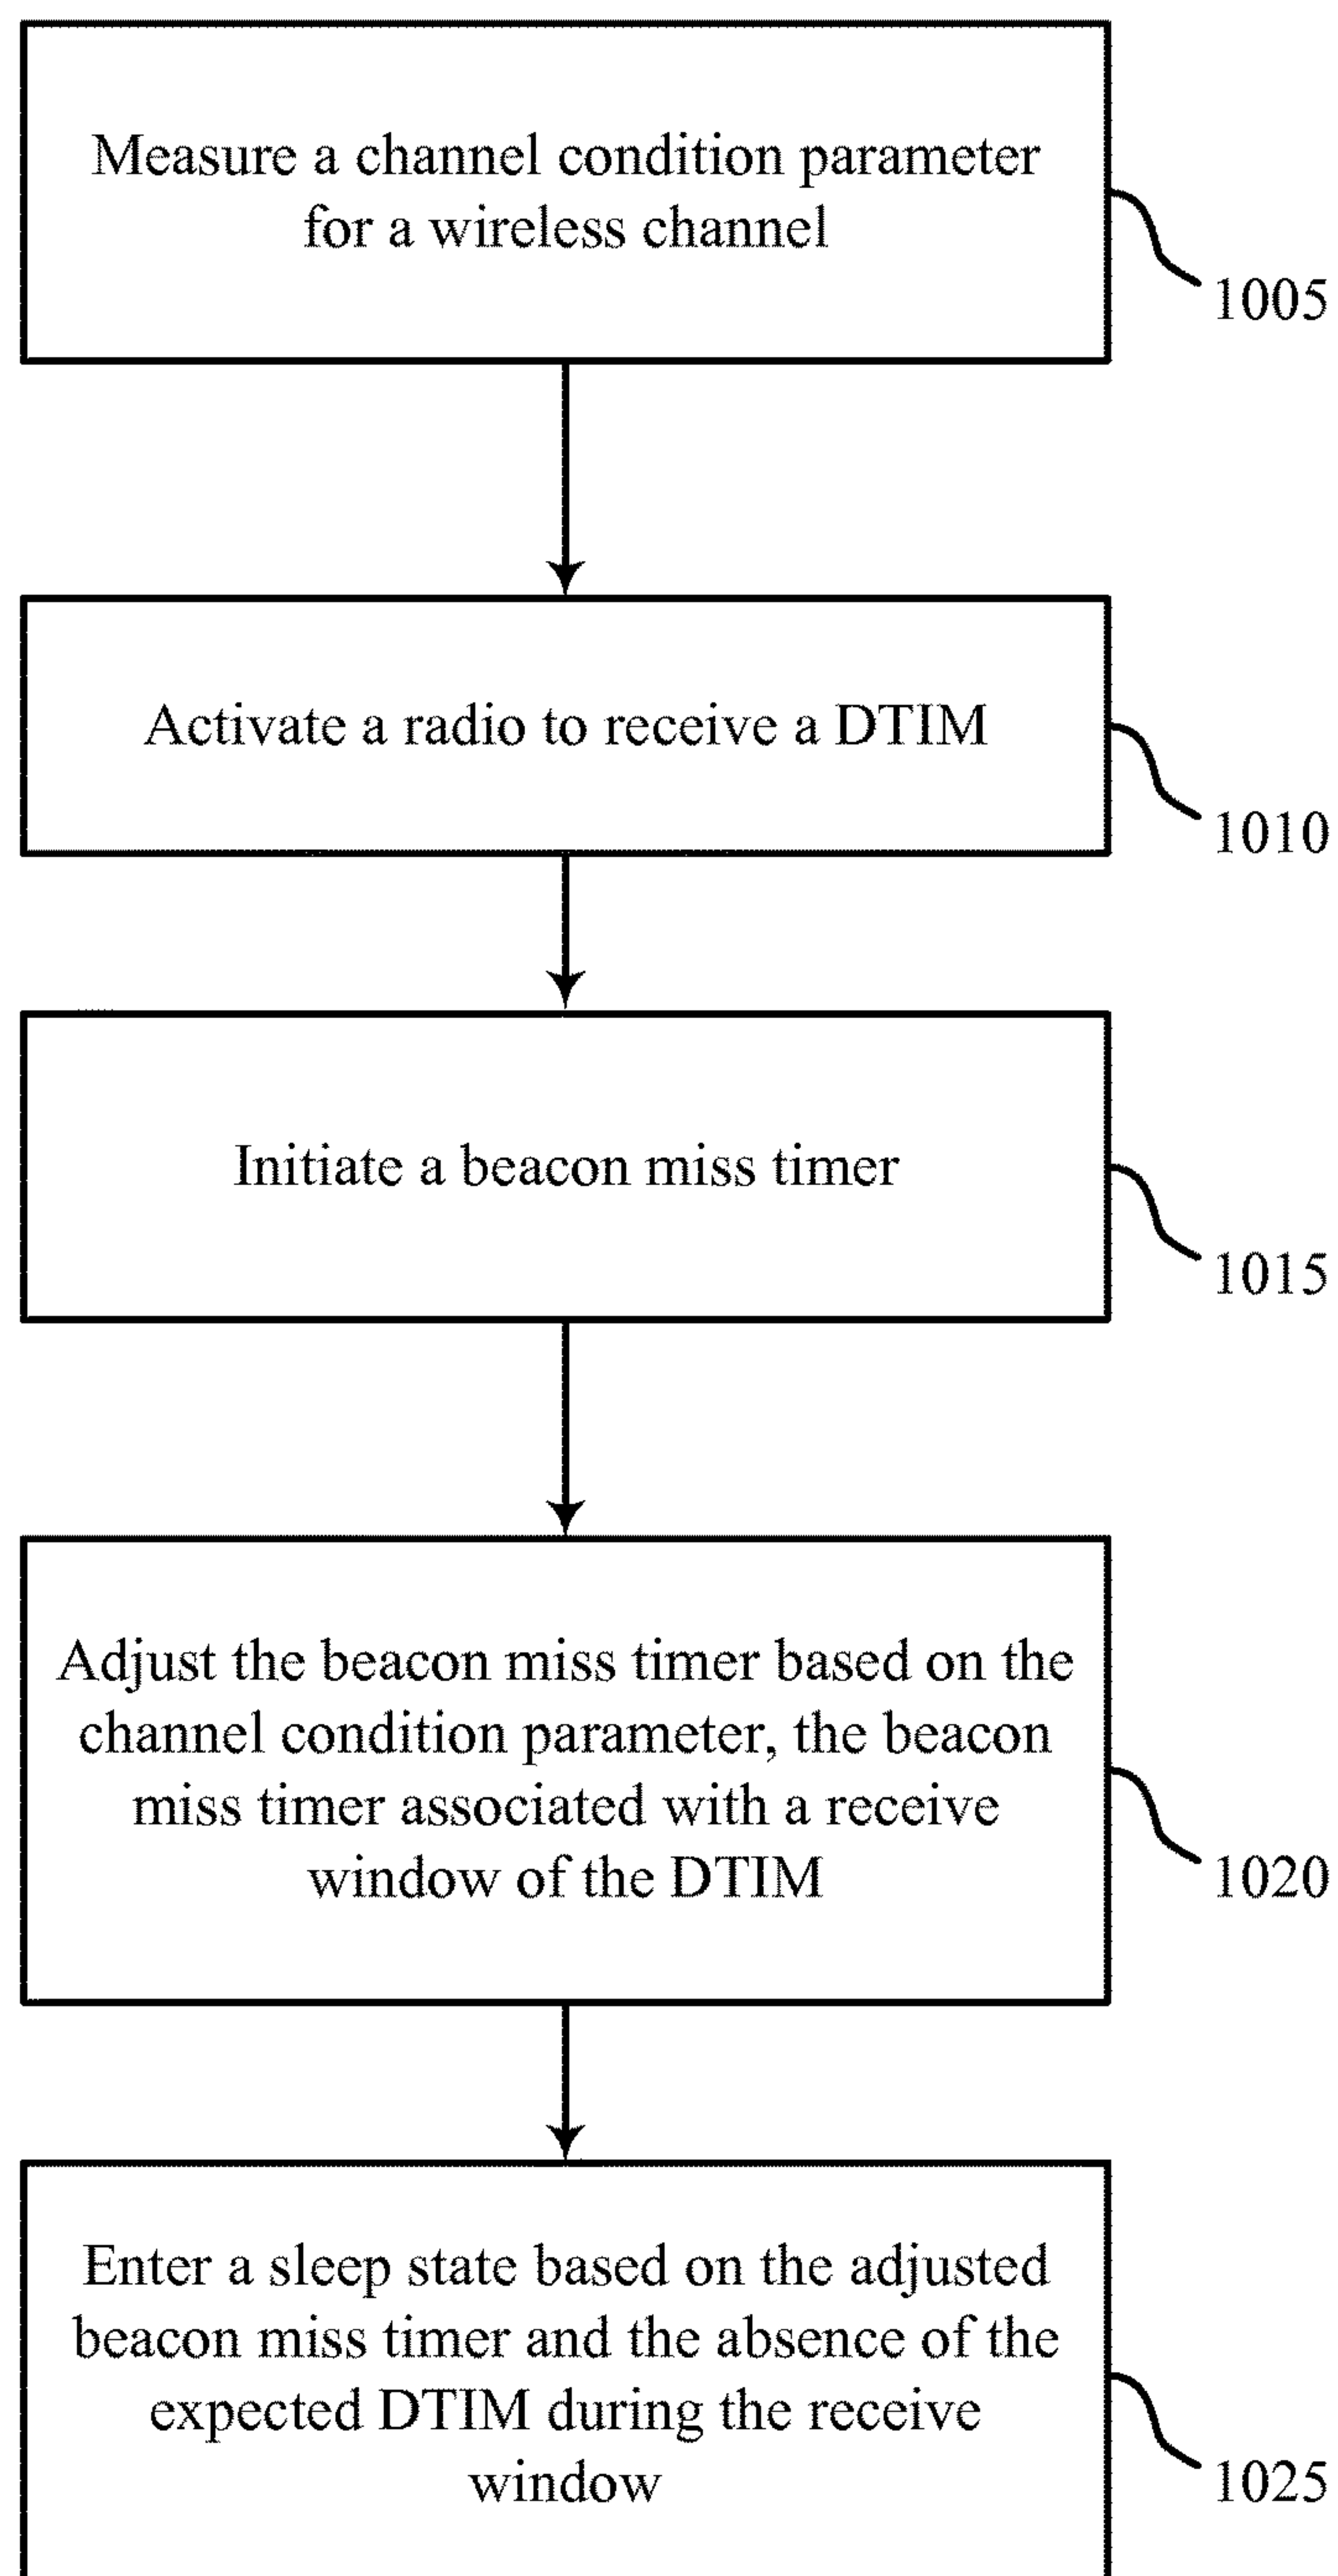 Measure a channel condition parameter
for a wireless channel
1005
Activate a radio to receive a DTIM
1010
Initiate a beacon miss timer
1015
Adjust the beacon miss timer based on the
channel condition parameter, the beacon
miss timer associated with a receive
window of the DTIM
1020
Enter a sleep state based on the adjusted
beacon miss timer and the absence of the
expected DTIM during the receive
window
1025